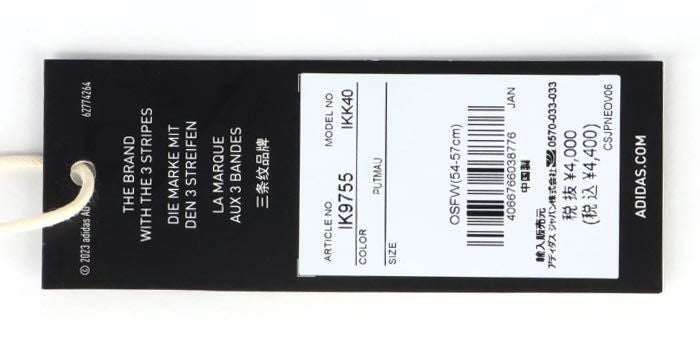 62774264
© 2023 adidas AG
THE BRAND
WITH THE 3 STRIPES
DIE MARKE MIT
DEN 3 STREIFEN
LA MARQUE
AUX 3 BANDES
三条纹品牌
ARTICLE NO. MODEL NO.
IK9755 IKK40
COLOR
PUTMAU
SIZE
OSFW(54-57cm)
4066766038776 JAN
中国製
輸入販売元
アディダス ジャパン株式会社 0570-033-033
税 抜 ¥4,000
(税 込 ¥4,400)
CSJPNEOV06
ADIDAS.COM